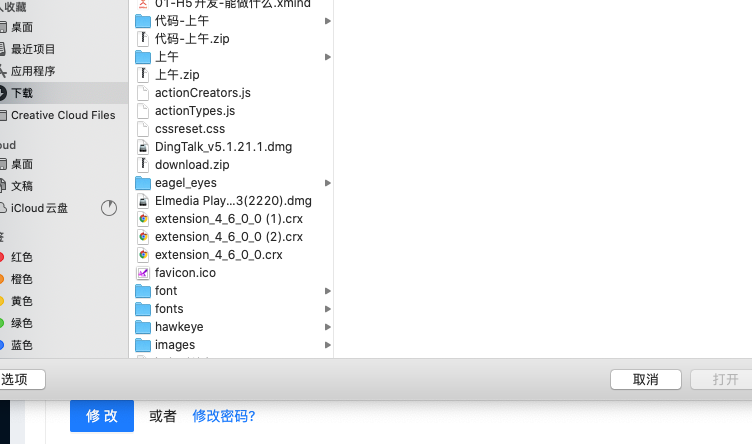 收藏
桌面
最近项目
应用程序
下载
Creative Cloud Files
oud
桌面
文稿
iCloud云盘
签
红色
橙色
黄色
绿色
蓝色
01-H5开发-能做什么.xmind
代码-上午
代码-上午.zip
上午
上午.zip
actionCreators.js
actionTypes.js
cssreset.css
DingTalk_v5.1.21.1.dmg
download.zip
eagel_eyes
Elmedia Play...3(2220).dmg
extension_4_6_0_0 (1).crx
extension_4_6_0_0 (2).crx
extension_4_6_0_0.crx
favicon.ico
font
fonts
hawkeye
images
选项
取消
打开
修改 或者 修改密码?